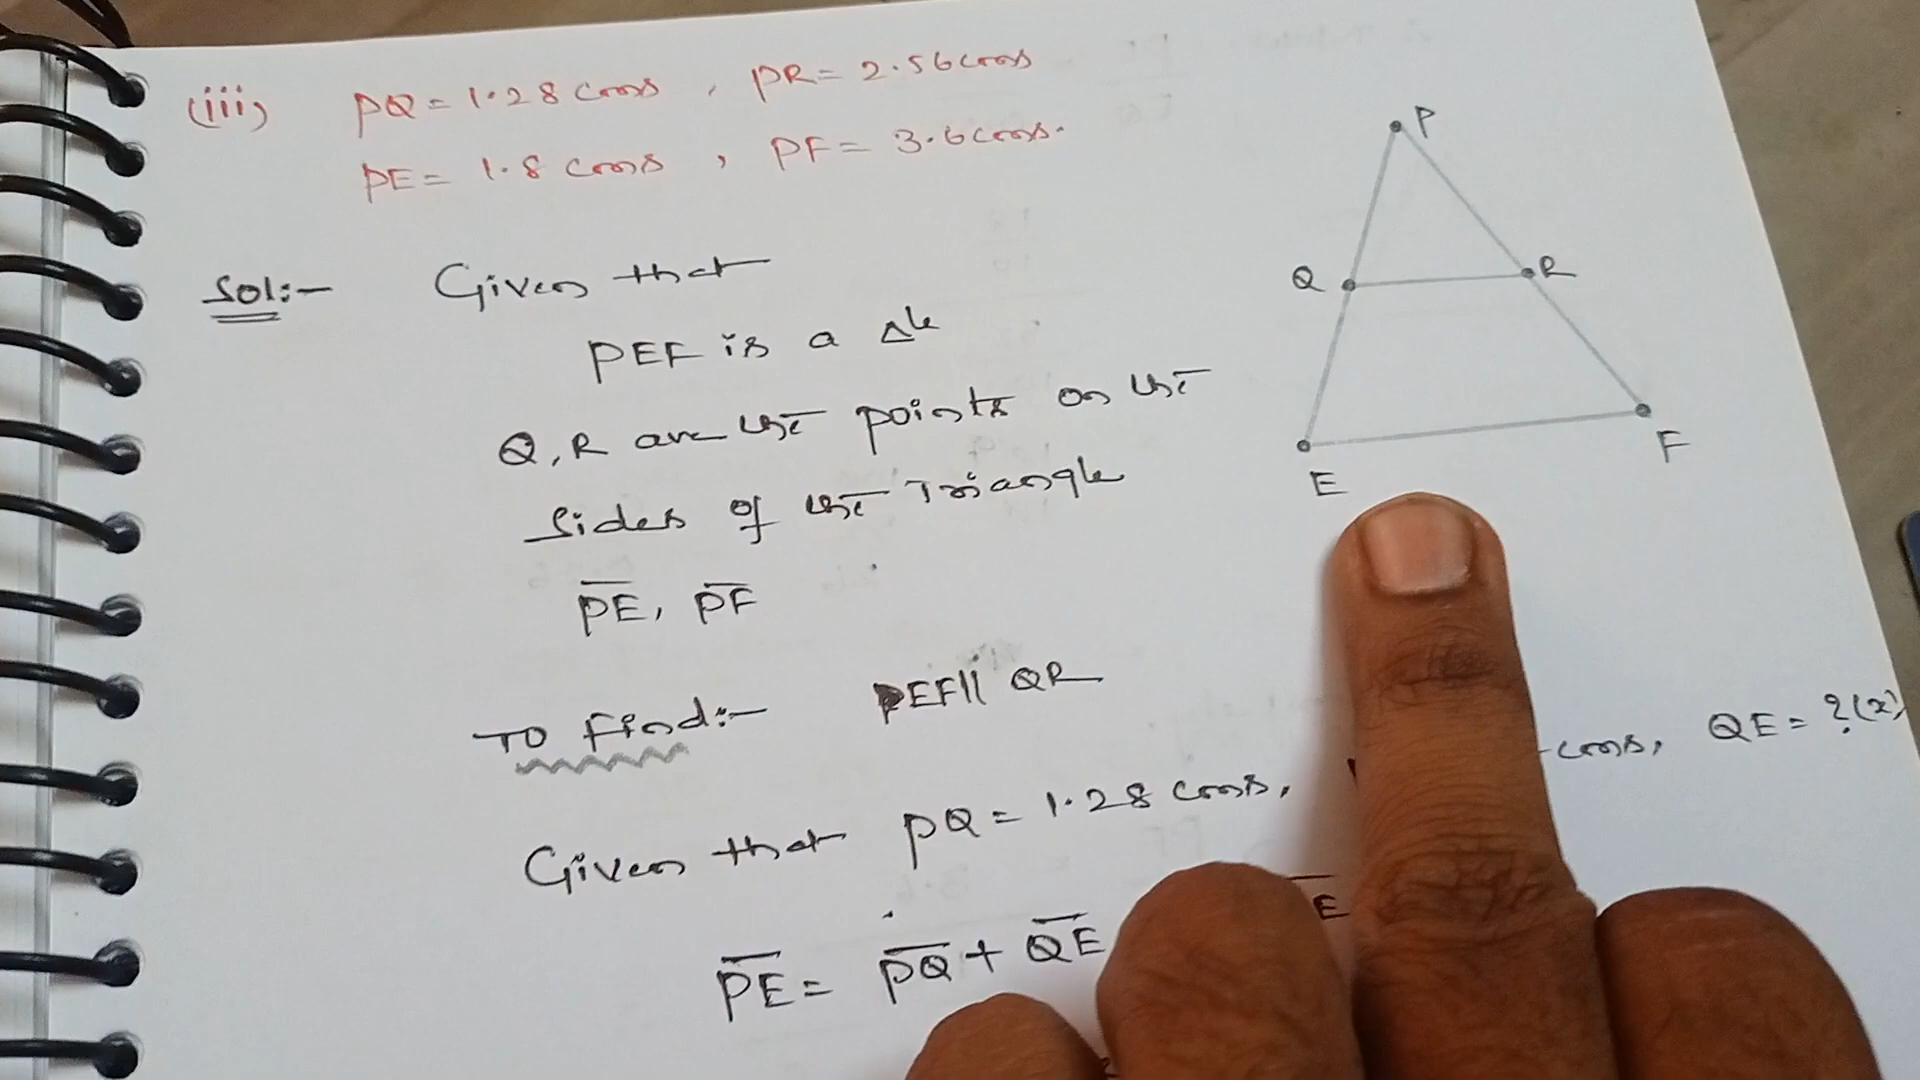 (iii) PQ = 1.28 cms, PR = 2.56 cms
PE = 1.8 cms, PF = 3.6 cms.
P
Q
R
E
F
Sol:- Given that
PEF is a Δle
Q, R are the points on the
sides of the Triangle
PE, PF
To Find:- EF || QR
Given that PQ = 1.28 cms, cms, QE = ?(x)
PE = PQ + QE
E